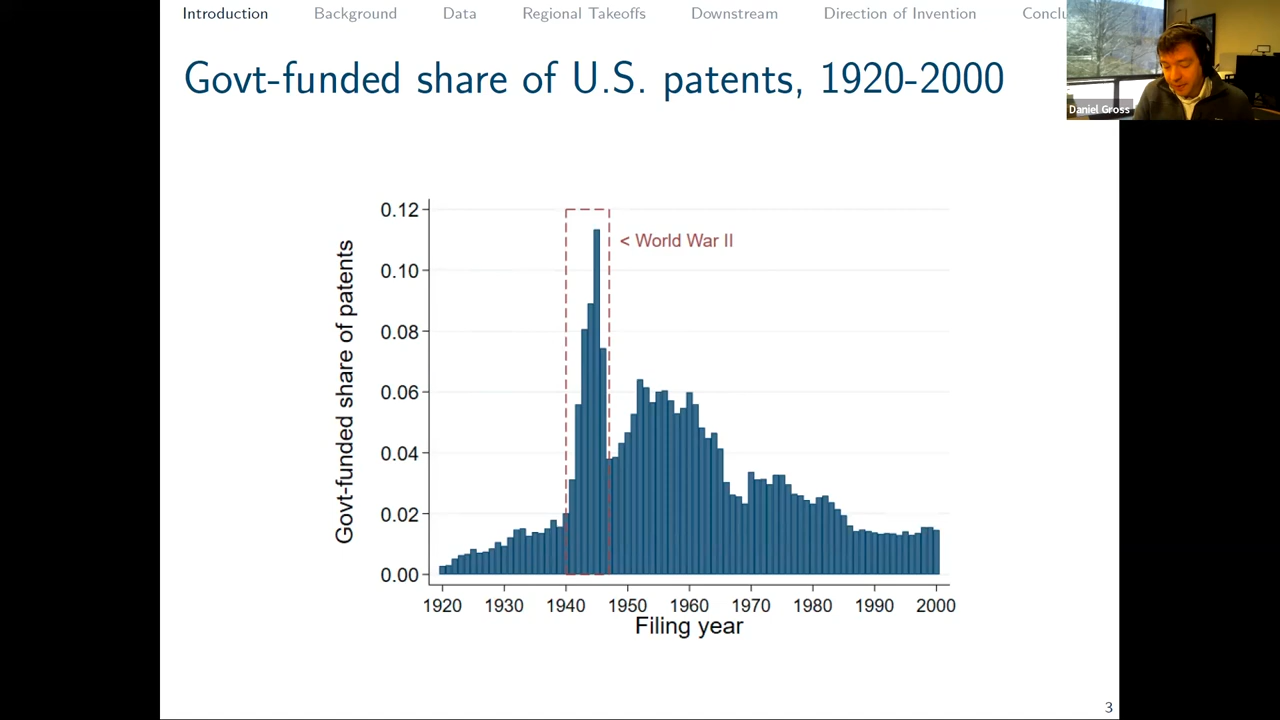 Introduction Background Data Regional Takeoffs Downstream Direction of Invention Conclu
Govt-funded share of U.S. patents, 1920-2000
Daniel Gross
0.12
0.10
0.08
0.06
0.04
0.02
0.00
Govt-funded share of patents
< World War II
1920 1930 1940 1950 1960 1970 1980 1990 2000
Filing year
3